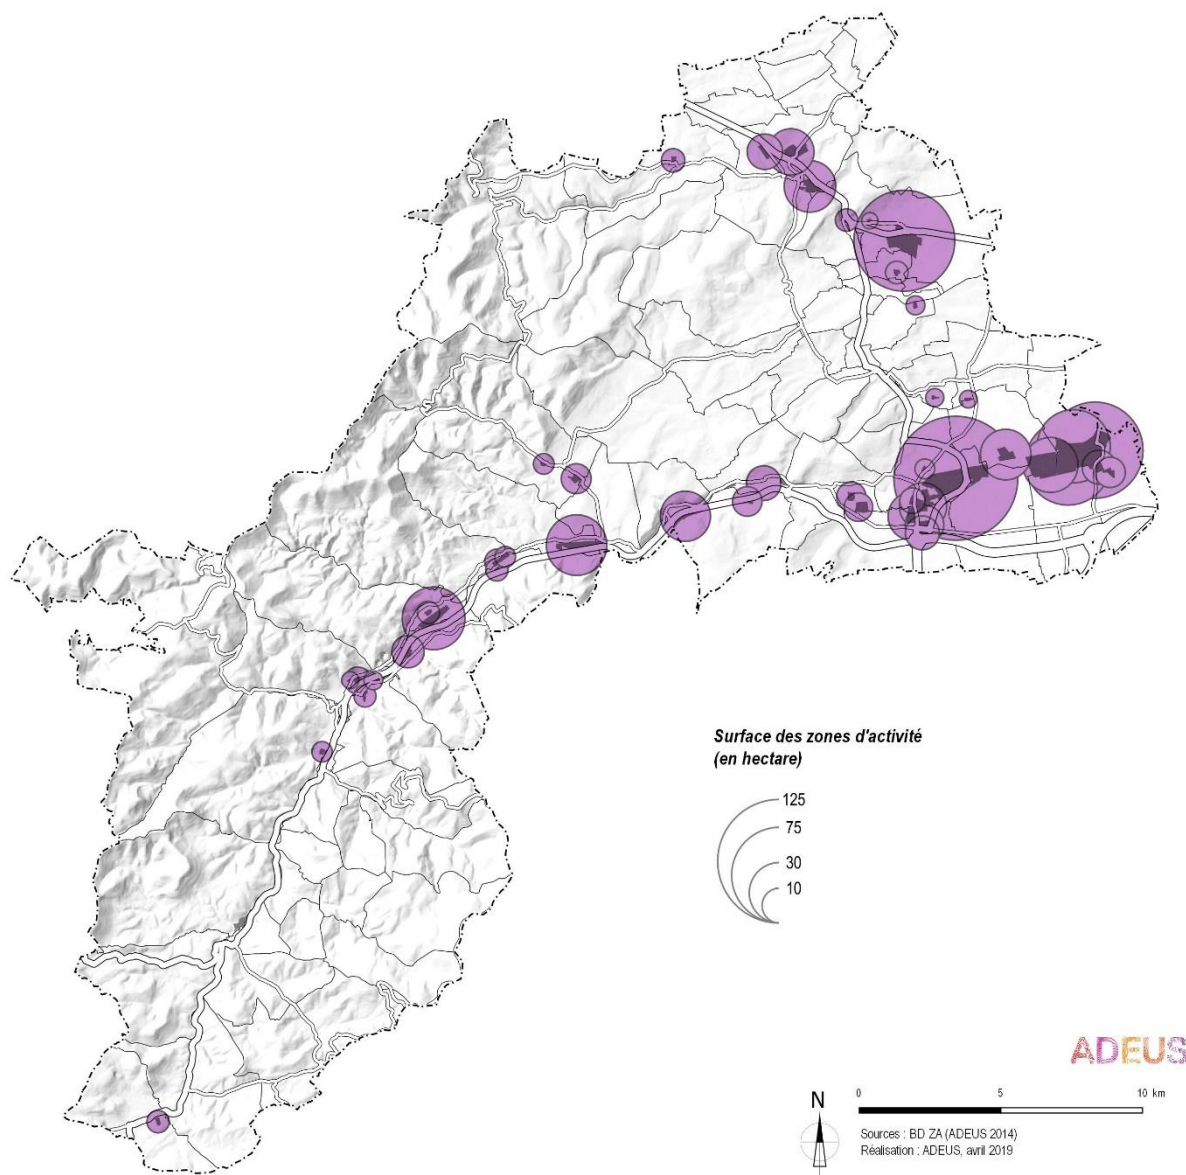 Surface des zones d'activité
(en hectare)
125
75
30
10
ADEUS
N
0 5 10 km
Sources : BD ZA (ADEUS 2014)
Réalisation : ADEUS, avril 2019